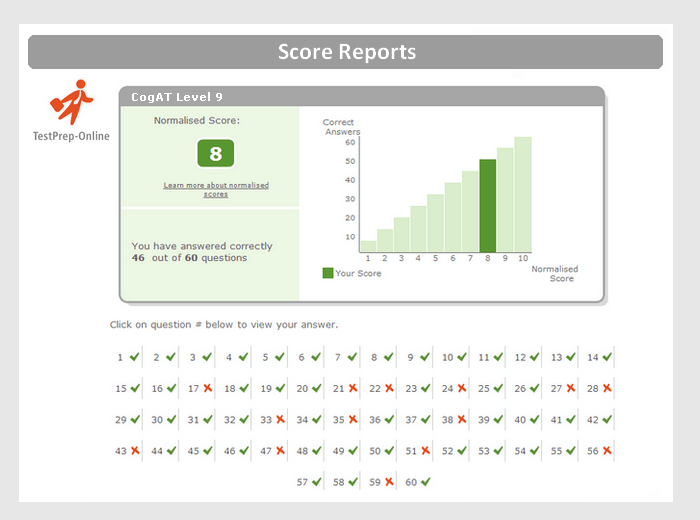 Score Reports
TestPrep-Online
CogAT Level 9
Normalised Score:
8
Learn more about normalised
scores
You have answered correctly
46 out of 60 questions
Correct
Answers
60
50
40
30
20
10
1 2 3 4 5 6 7 8 9 10
Normalised
Score
Your Score
Click on question # below to view your answer.
1 2 3 4 5 6 7 8 9 10 11 12 13 14
15 16 17 18 19 20 21 22 23 24 25 26 27 28
29 30 31 32 33 34 35 36 37 38 39 40 41 42
43 44 45 46 47 48 49 50 51 52 53 54 55 56
57 58 59 60